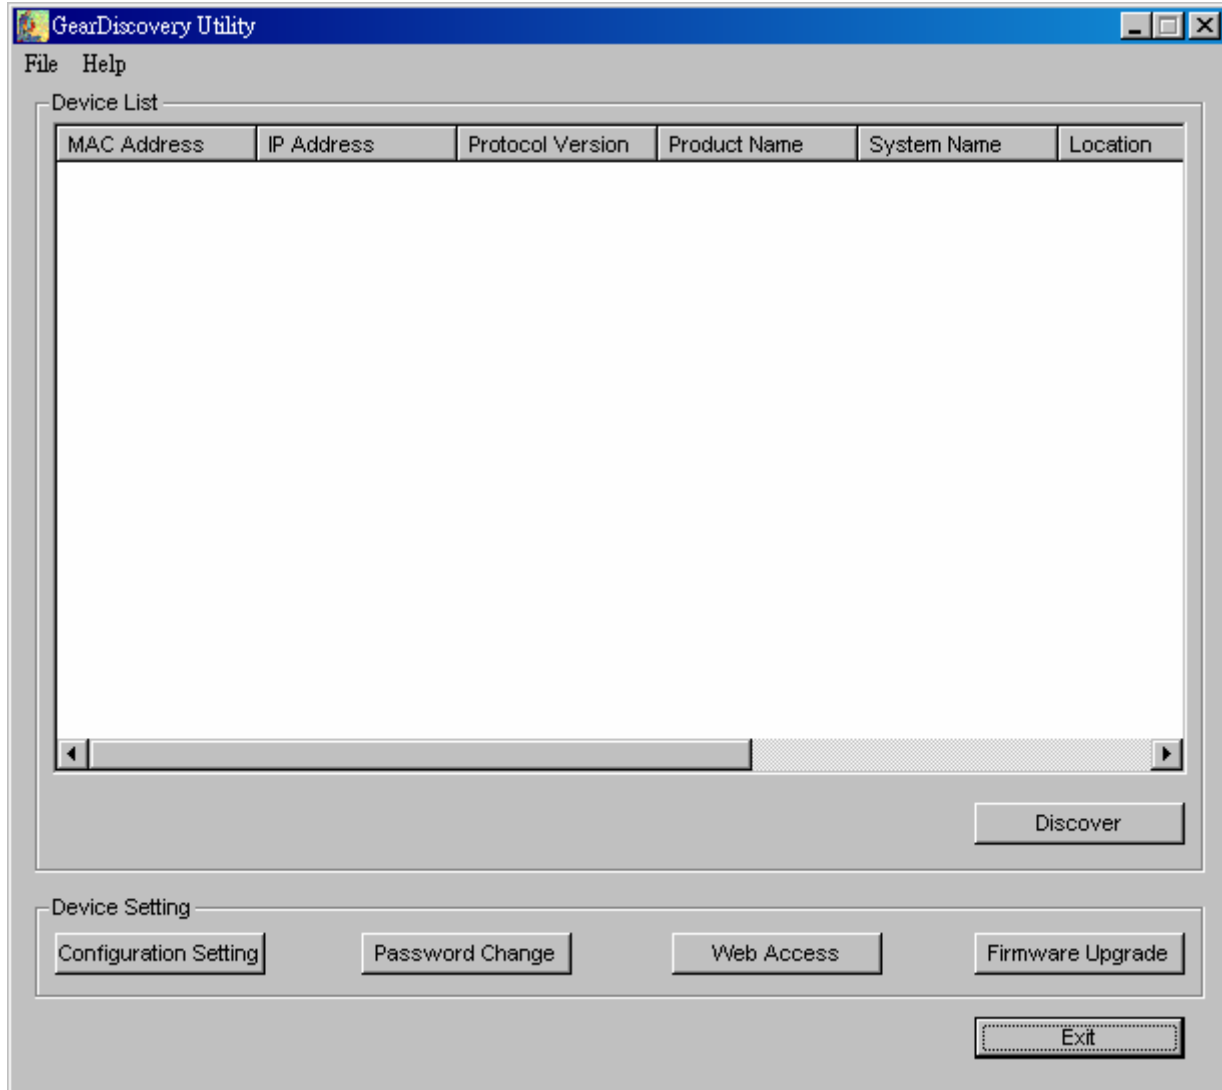 GearDiscovery Utility
File Help
Device List
MAC Address IP Address Protocol Version Product Name System Name Location
Discover
Device Setting
Configuration Setting Password Change Web Access Firmware Upgrade
Exit